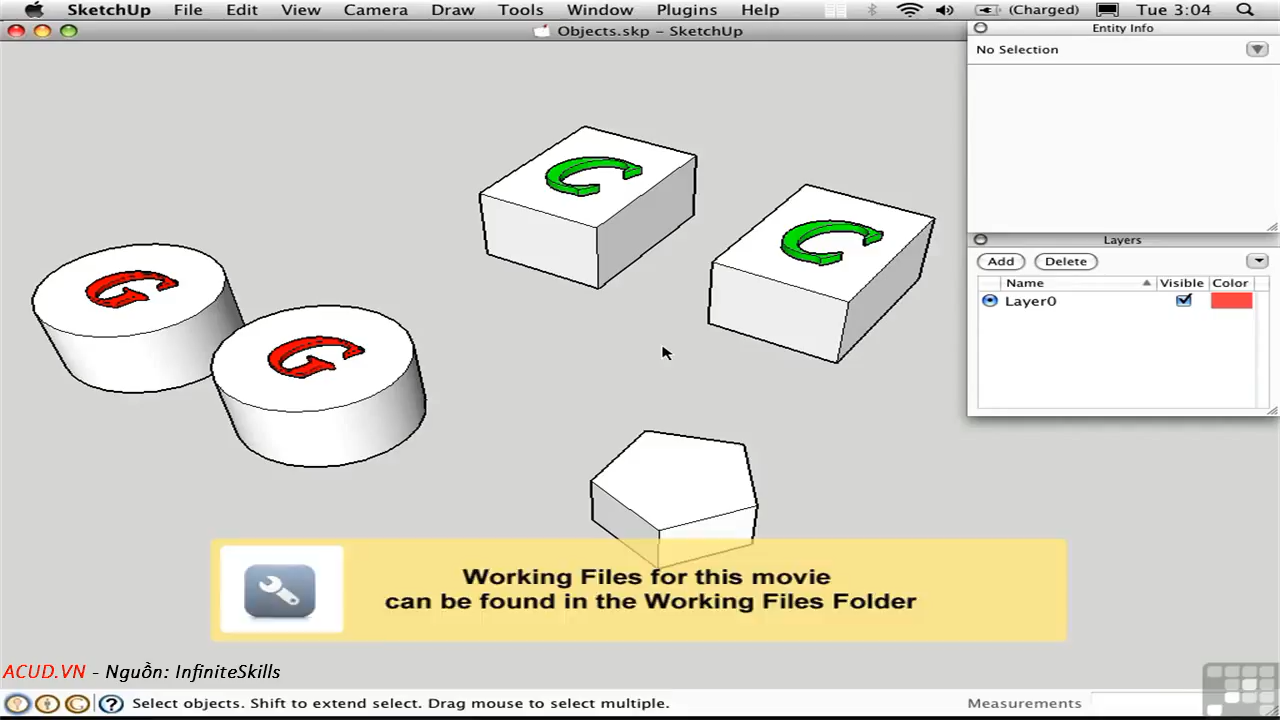 SketchUp File Edit View Camera Draw Tools Window Plugins Help (Charged) Tue 3:04
Objects.skp – SketchUp
Entity Info
No Selection
Layers
Add Delete
Name Visible Color
Layer0
C
C
G
G
Working Files for this movie
can be found in the Working Files Folder
ACUD.VN - Nguồn: InfiniteSkills
Select objects. Shift to extend select. Drag mouse to select multiple. Measurements